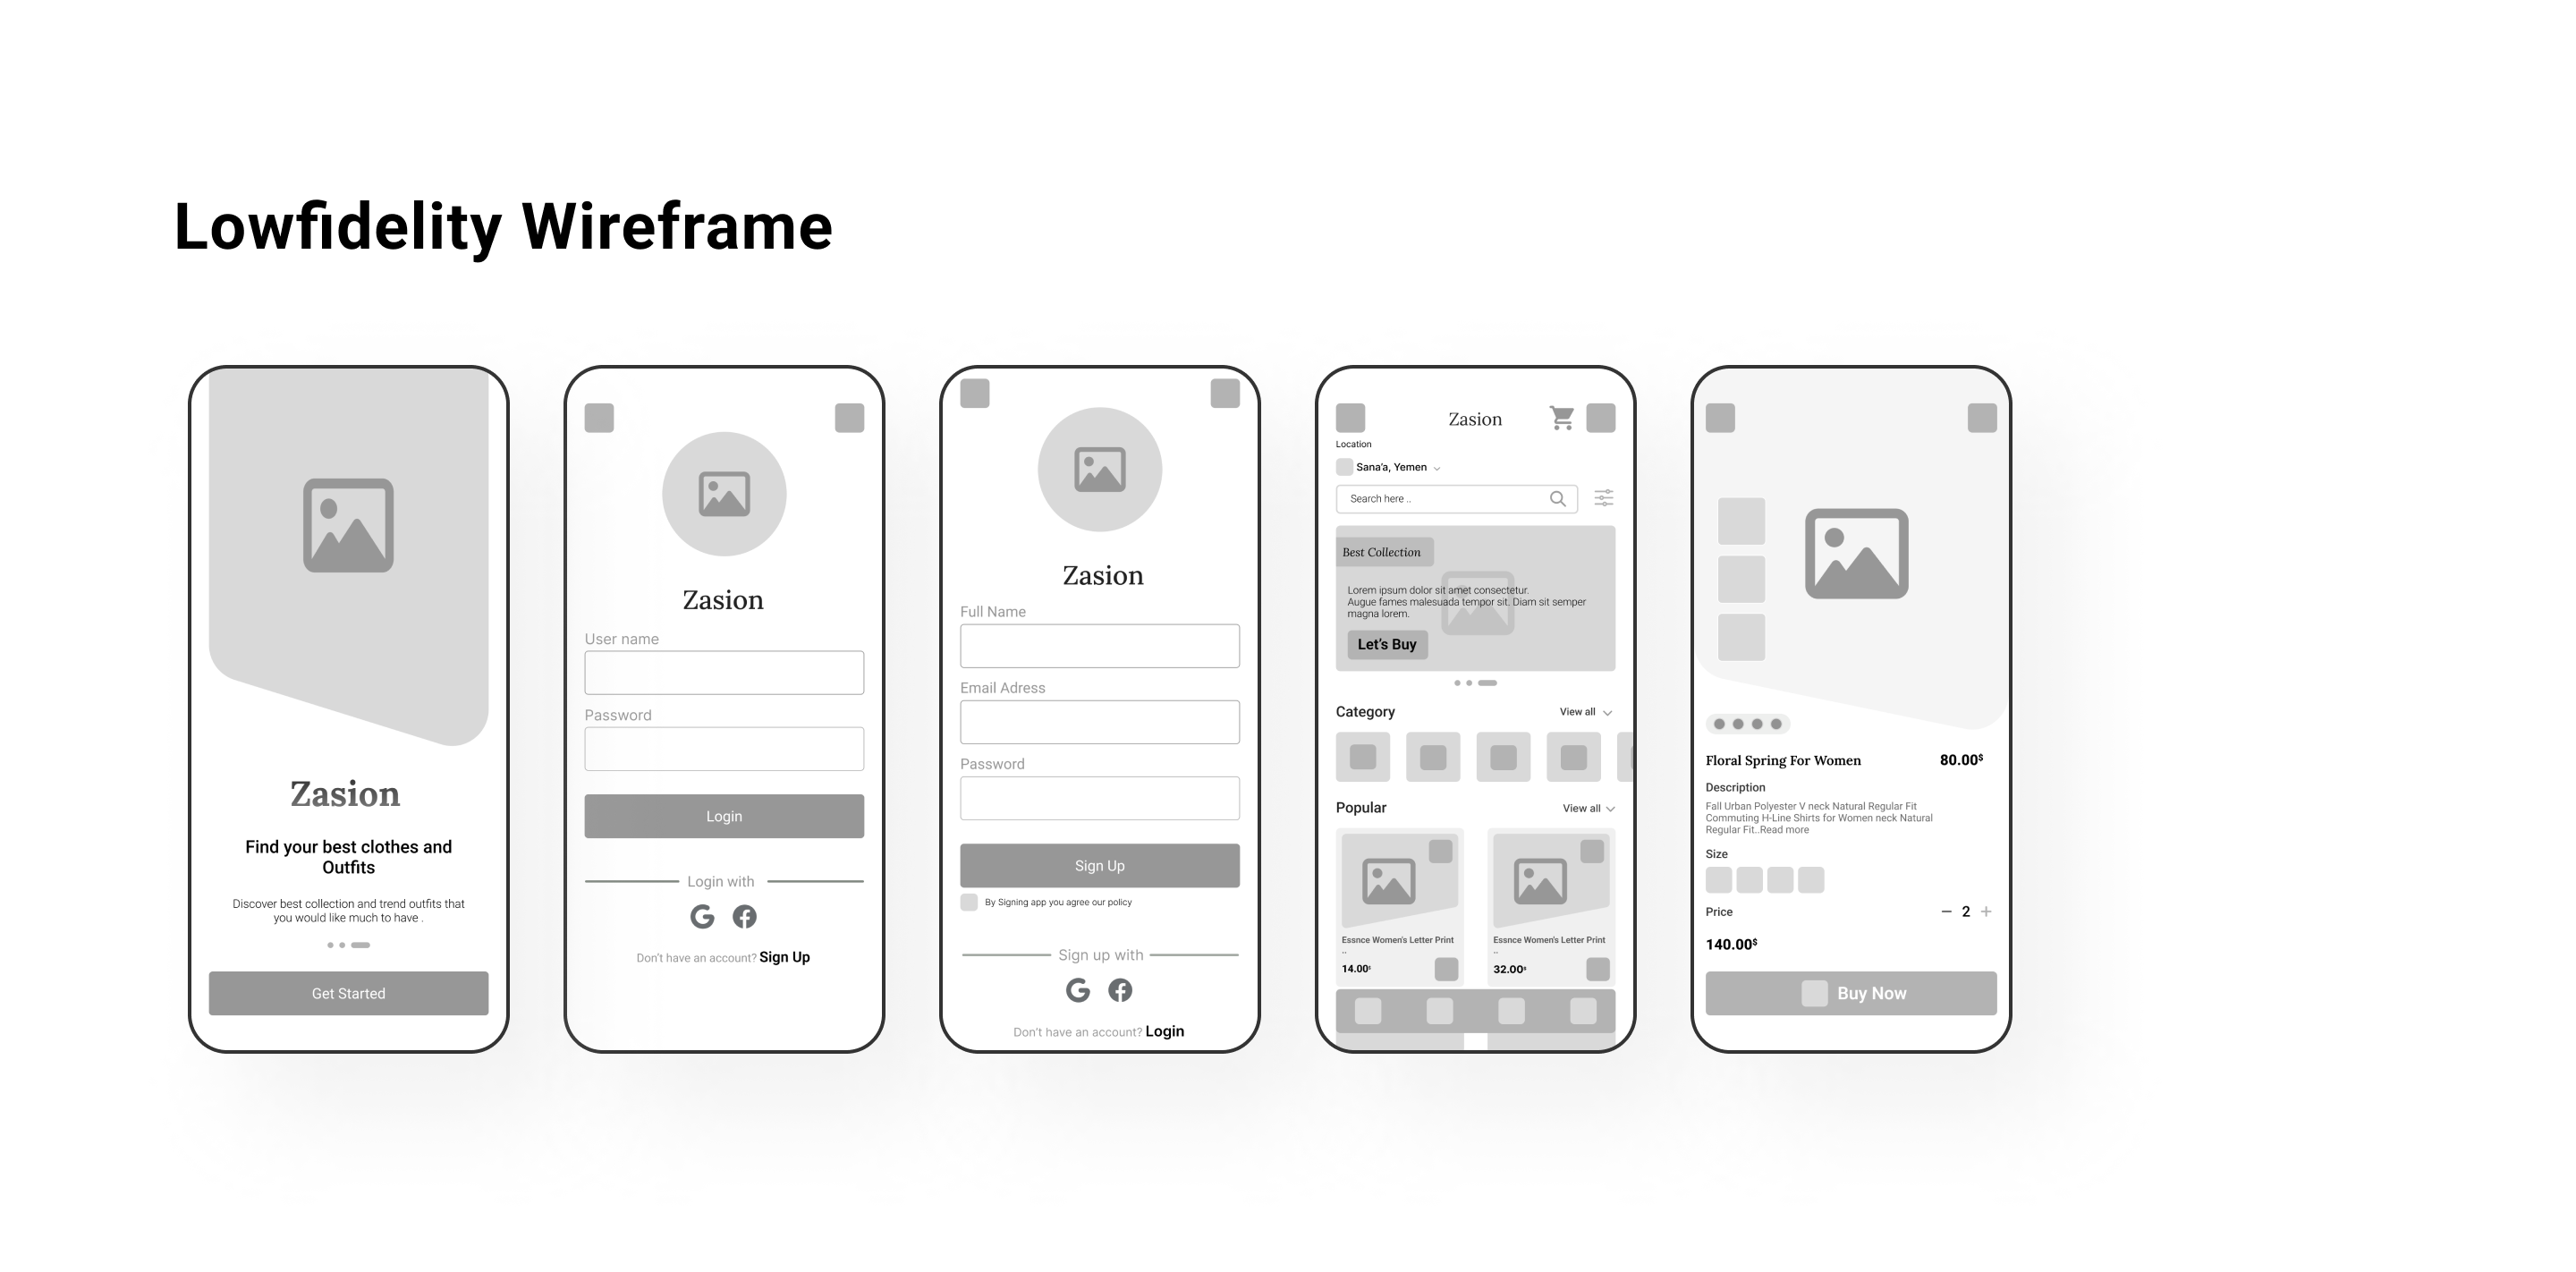 Lowfidelity Wireframe
Zasion
Find your best clothes and
Outfits
Discover best collection and trend outfits that
you would like much to have .
Get Started
Zasion
User name
Password
Login
Login with
Don't have an account? Sign Up
Zasion
Full Name
Email Adress
Password
Sign Up
By Signing app you agree our policy
Sign up with
Don't have an account? Login
Zasion
Location
Sana'a, Yemen
Search here ..
Best Collection
Lorem ipsum dolor sit amet consectetur.
Augue fames malesuada tempor sit. Diam sit semper
magna lorem.
Let's Buy
Category View all
Popular View all
Essnce Women's Letter Print
..
14.00$
Essnce Women's Letter Print
..
32.00$
Floral Spring For Women 80.00$
Description
Fall Urban Polyester V neck Natural Regular Fit
Commuting H-Line Shirts for Women neck Natural
Regular Fit..Read more
Size
Price — 2 +
140.00$
Buy Now